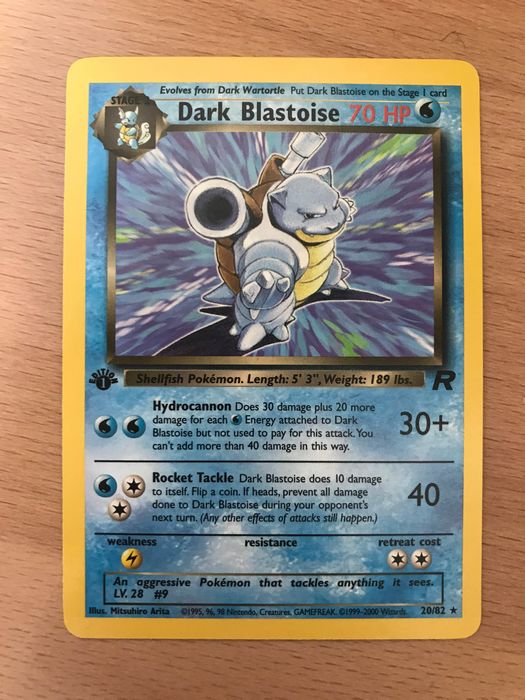 Evolves from Dark Wartortle Put Dark Blastoise on the Stage 1 card
STAGE 2
Dark Blastoise 70 HP
EDITION
1
Shellfish Pokémon. Length: 5' 3", Weight: 189 lbs.
R
Hydrocannon Does 30 damage plus 20 more
damage for each Energy attached to Dark
Blastoise but not used to pay for this attack. You
can't add more than 40 damage in this way.
30+
Rocket Tackle Dark Blastoise does 10 damage
to itself. Flip a coin. If heads, prevent all damage
done to Dark Blastoise during your opponent's
next turn. (Any other effects of attacks still happen.)
40
weakness resistance retreat cost
An aggressive Pokémon that tackles anything it sees.
LV. 28 #9
Illus. Mitsuhiro Arita ©1995, 96, 98 Nintendo, Creatures, GAMEFREAK. ©1999-2000 Wizards. 20/82 ★